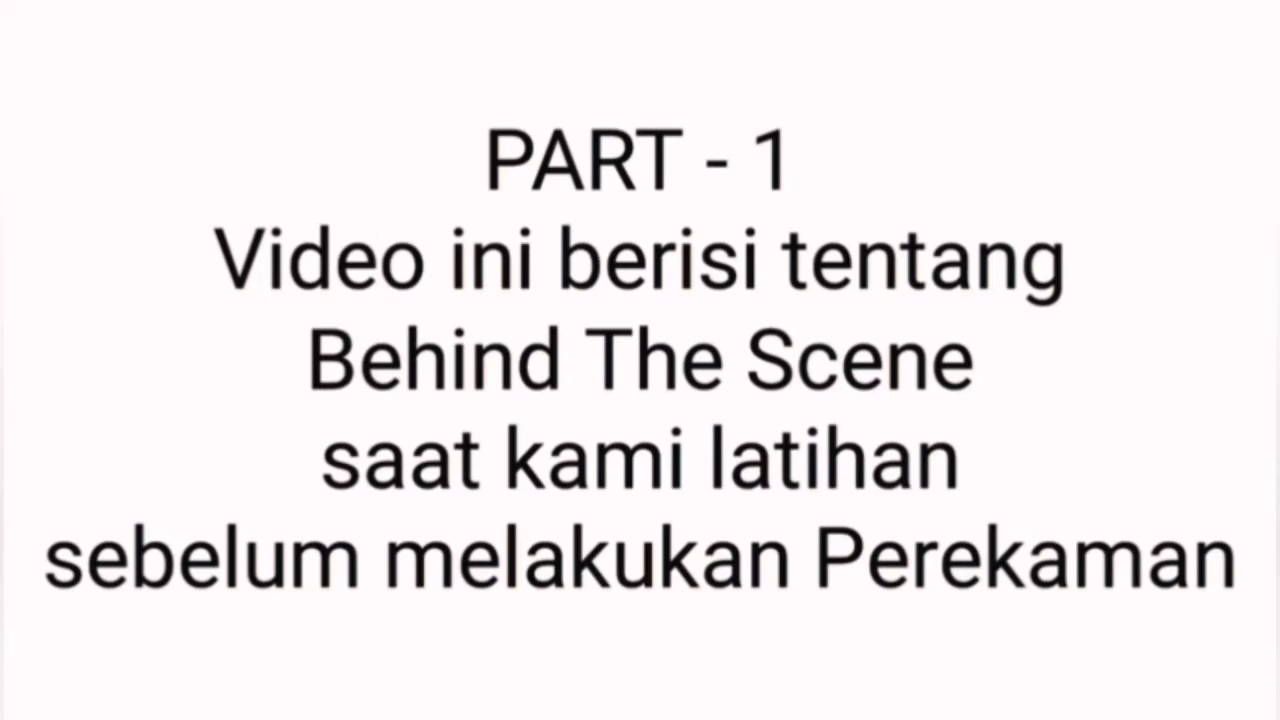 PART - 1
Video ini berisi tentang
Behind The Scene
saat kami latihan
sebelum melakukan Perekaman